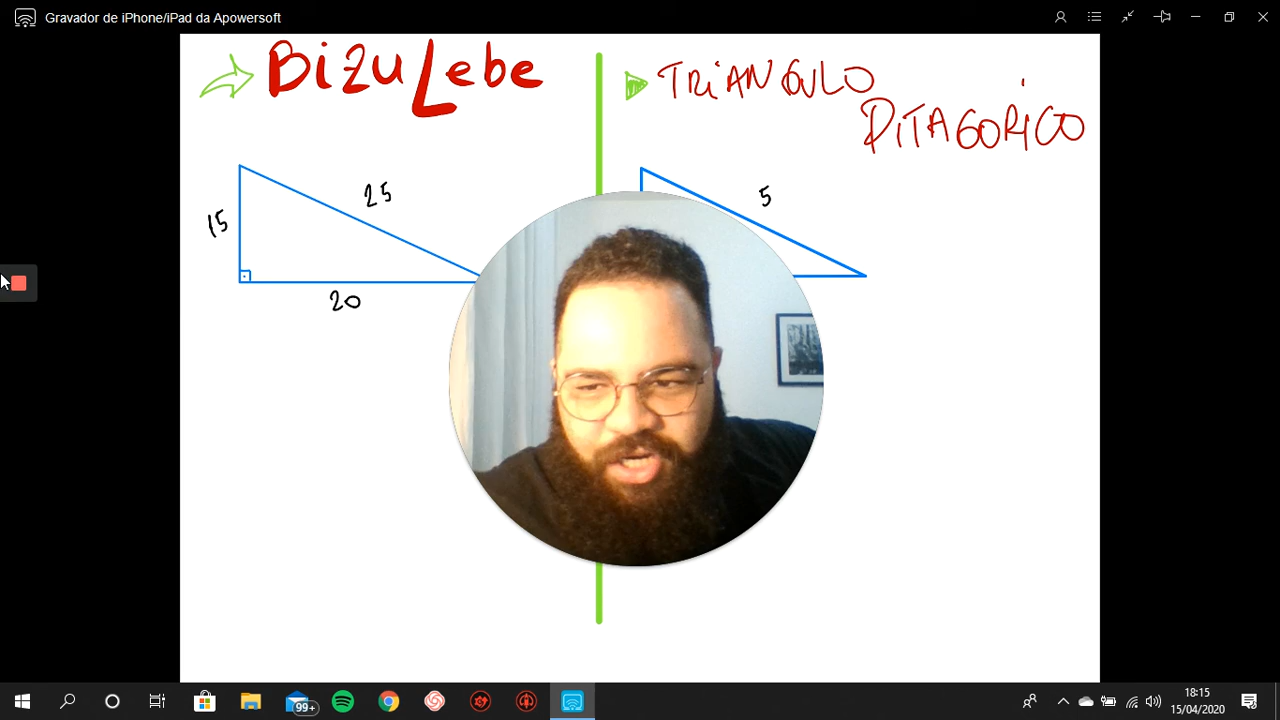 Gravador de iPhone/iPad da Apowersoft
BizuLebe
TRiANGULO
PITAGORiCO
25
15
20
5
99+
18:15
15/04/2020